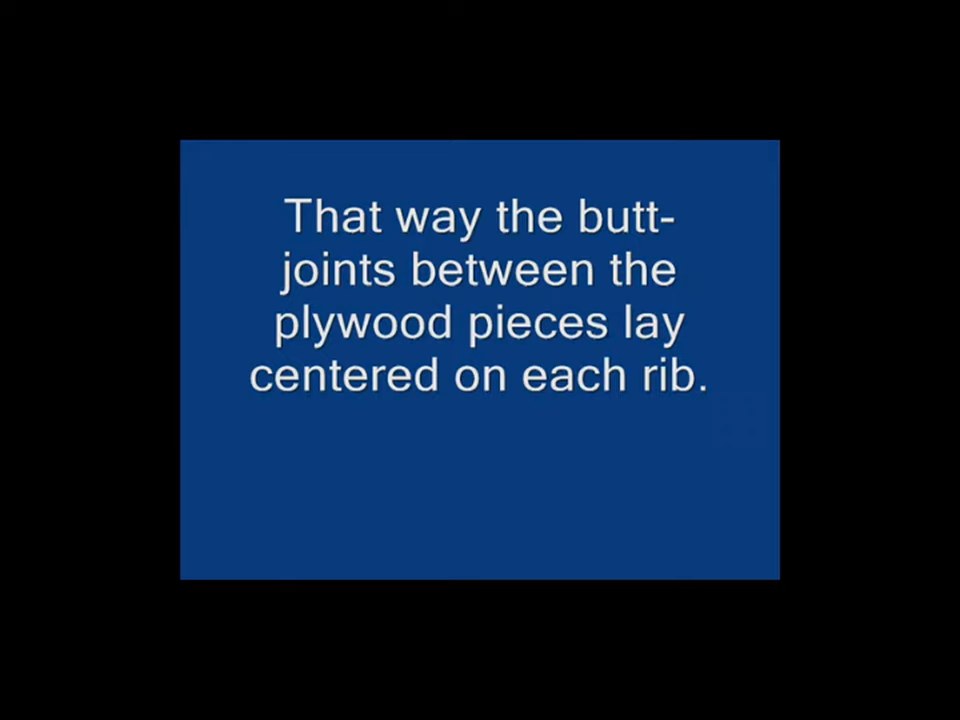 That way the butt-
joints between the
plywood pieces lay
centered on each rib.